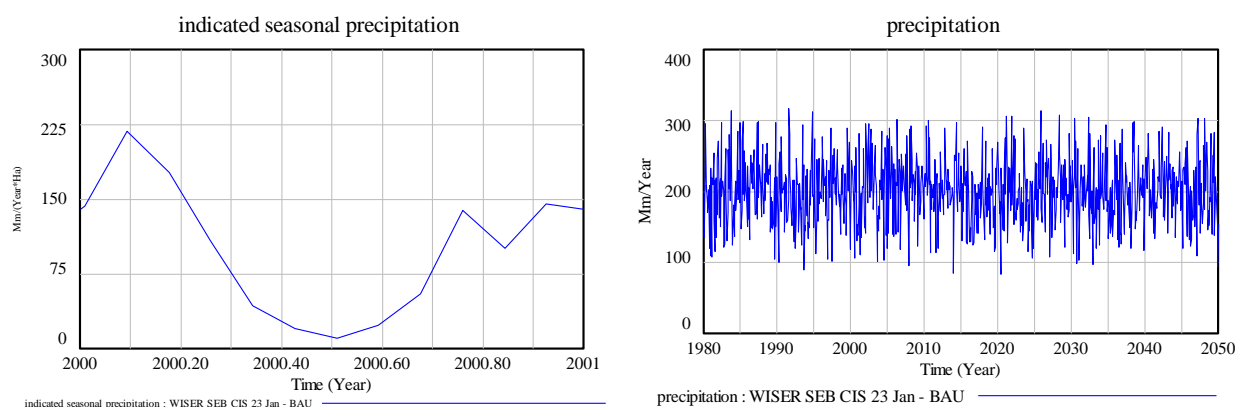 indicated seasonal precipitation
300
225
150
75
0
Mm/(Year*Ha)
2000 2000.20 2000.40 2000.60 2000.80 2001
Time (Year)
indicated seasonal precipitation : WISER SEB CIS 23 Jan - BAU
precipitation
400
300
200
100
0
Mm/Year
1980 1990 2000 2010 2020 2030 2040 2050
Time (Year)
precipitation : WISER SEB CIS 23 Jan - BAU